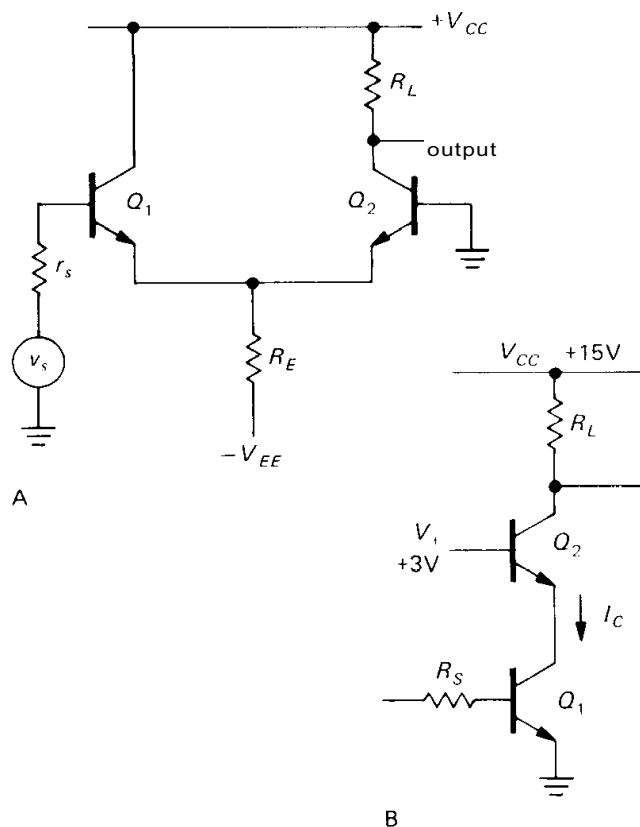 +V_CC
R_L
output
Q_1
Q_2
r_s
v_s
R_E
−V_EE
A
V_CC +15V
R_L
V_1
+3V
Q_2
I_C
R_S
Q_1
B